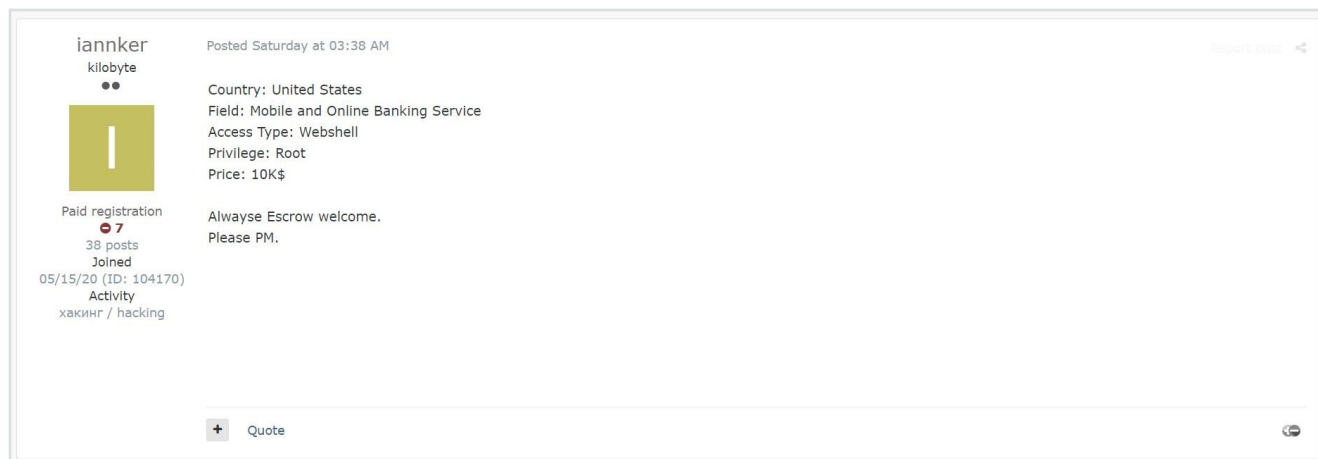 iannker
kilobyte
Posted Saturday at 03:38 AM
Report post
Country: United States
Field: Mobile and Online Banking Service
Access Type: Webshell
Privilege: Root
Price: 10K$
Alwayse Escrow welcome.
Please PM.
I
Paid registration
7
38 posts
Joined
05/15/20 (ID: 104170)
Activity
хакинг / hacking
+ Quote